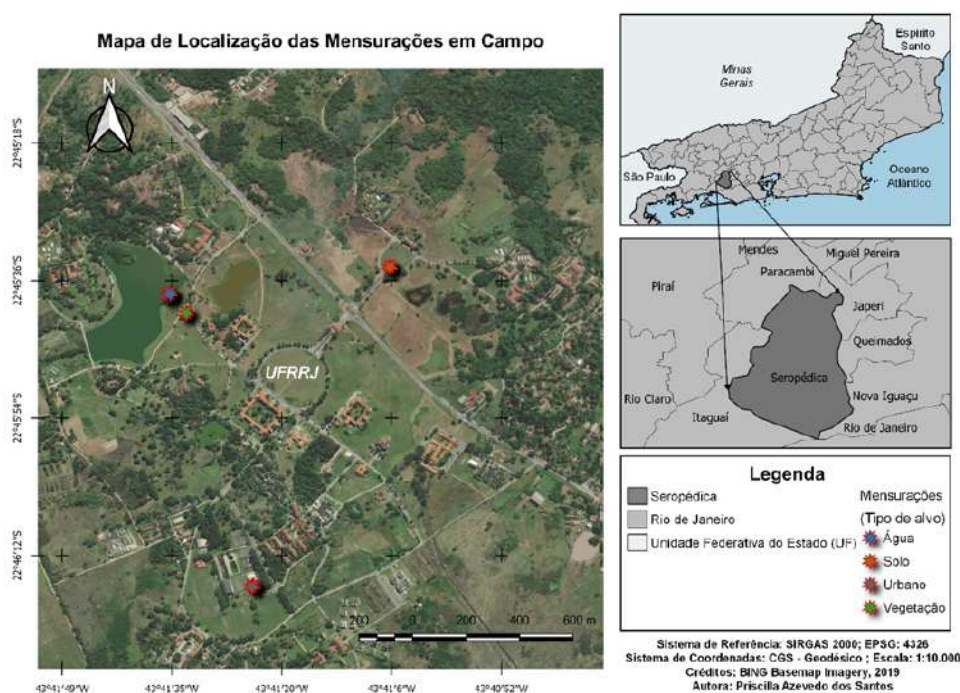 Mapa de Localização das Mensurações em Campo
N
22°45'18"S
22°45'36"S
22°45'54"S
22°46'12"S
UFRRJ
200 0 200 400 600 m
43°41'49"W 43°41'35"W 43°41'20"W 43°41'6"W 43°40'52"W
Espírito
Santo
Minas
Gerais
São Paulo
Oceano
Atlântico
Mendes
Miguel Pereira
Paracambi
Piraí
Japeri
Queimados
Seropédica
Rio Claro
Nova Iguaçu
Itaguaí
Rio de Janeiro
Legenda
Seropédica
Rio de Janeiro
Unidade Federativa do Estado (UF)
Mensurações
(Tipo de alvo)
Água
Solo
Urbano
Vegetação
Sistema de Referência: SIRGAS 2000; EPSG: 4326
Sistema de Coordenadas: CGS - Geodésico ; Escala: 1:10.000
Créditos: BING Basemap Imagery, 2019
Autora: Priscilla Azevedo dos Santos